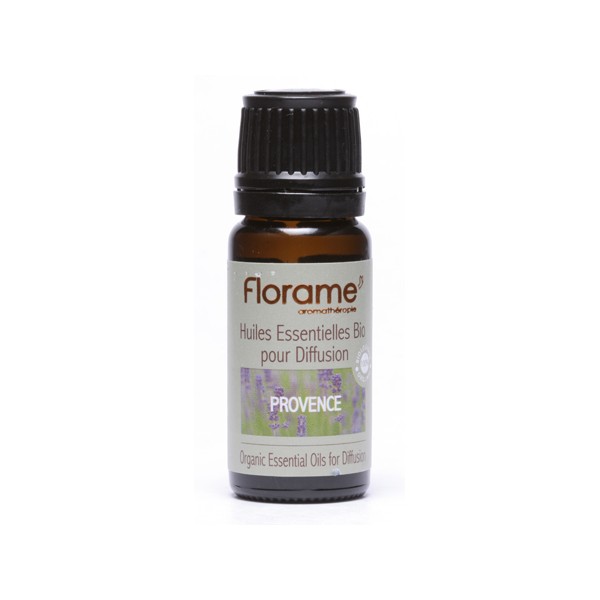 Florame
aromathérapie
Huiles Essentielles Bio
pour Diffusion
PROVENCE
Organic Essential Oils for Diffusion